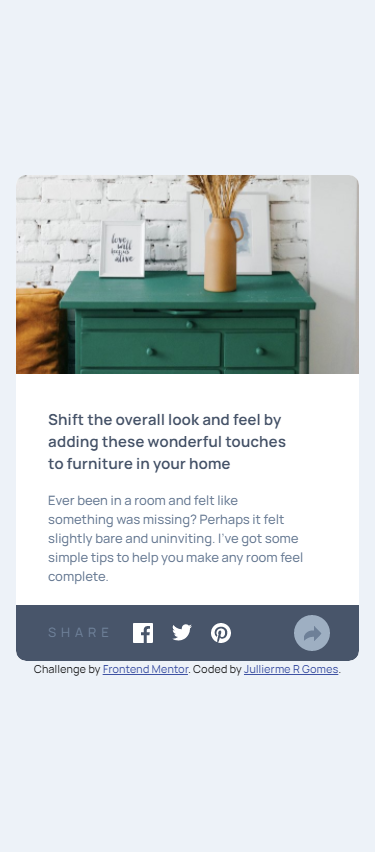 love
will
keep us
alive
Shift the overall look and feel by
adding these wonderful touches
to furniture in your home
Ever been in a room and felt like
something was missing? Perhaps it felt
slightly bare and uninviting. I've got some
simple tips to help you make any room feel
complete.
SHARE
Challenge by Frontend Mentor. Coded by Jullierme R Gomes.